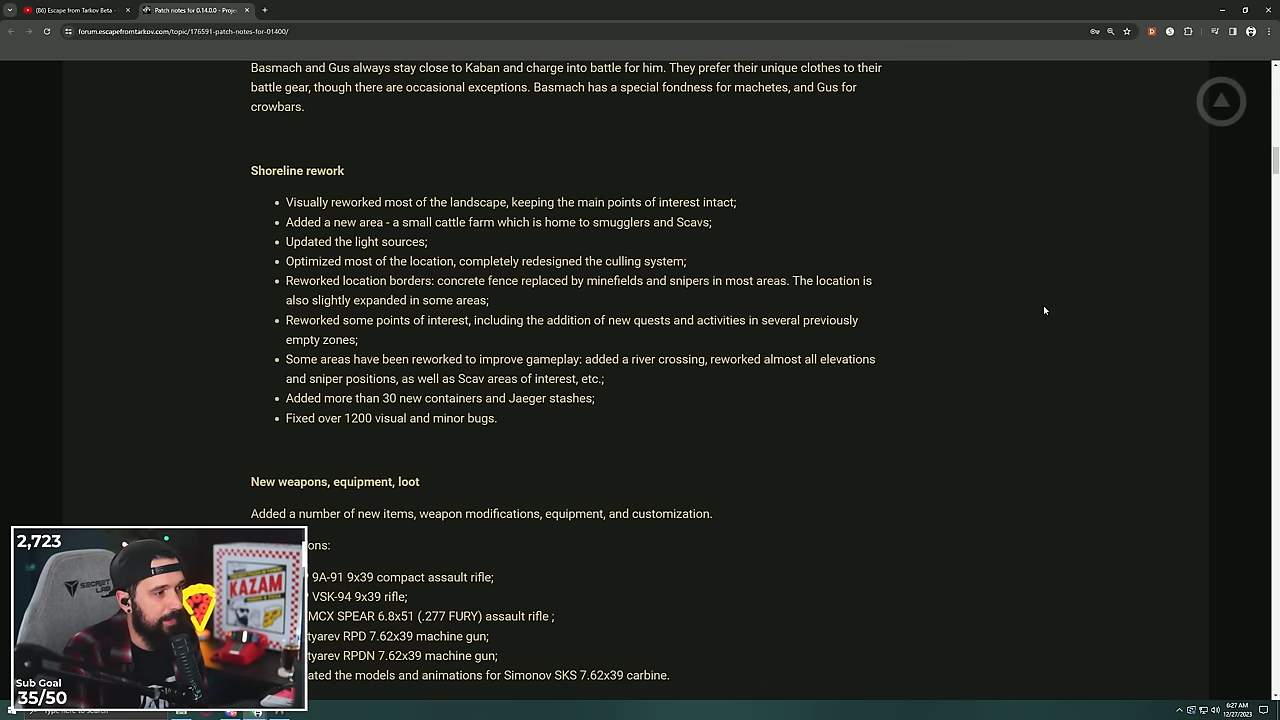 (86) Escape from Tarkov Beta -
Patch notes for 0.14.0.0 - Proje
forum.escapefromtarkov.com/topic/176591-patch-notes-for-01400/
Basmach and Gus always stay close to Kaban and charge into battle for him. They prefer their unique clothes to their
battle gear, though there are occasional exceptions. Basmach has a special fondness for machetes, and Gus for
crowbars.
Shoreline rework
Visually reworked most of the landscape, keeping the main points of interest intact;
Added a new area - a small cattle farm which is home to smugglers and Scavs;
Updated the light sources;
Optimized most of the location, completely redesigned the culling system;
Reworked location borders: concrete fence replaced by minefields and snipers in most areas. The location is
also slightly expanded in some areas;
Reworked some points of interest, including the addition of new quests and activities in several previously
empty zones;
Some areas have been reworked to improve gameplay: added a river crossing, reworked almost all elevations
and sniper positions, as well as Scav areas of interest, etc.;
Added more than 30 new containers and Jaeger stashes;
Fixed over 1200 visual and minor bugs.
New weapons, equipment, loot
Added a number of new items, weapon modifications, equipment, and customization.
ons:
9A-91 9x39 compact assault rifle;
VSK-94 9x39 rifle;
MCX SPEAR 6.8x51 (.277 FURY) assault rifle ;
tyarev RPD 7.62x39 machine gun;
tyarev RPDN 7.62x39 machine gun;
ated the models and animations for Simonov SKS 7.62x39 carbine.
2,723
SECRET
LAB
KAZAM
Sub Goal
35/50
Type here to search
6:27 AM
12/27/2023